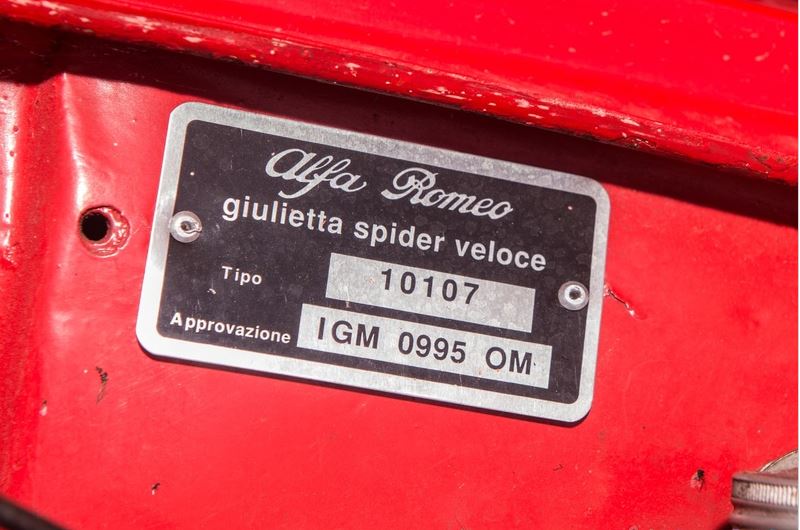 Alfa Romeo
giulietta spider veloce
Tipo 10107
Approvazione IGM 0995 OM